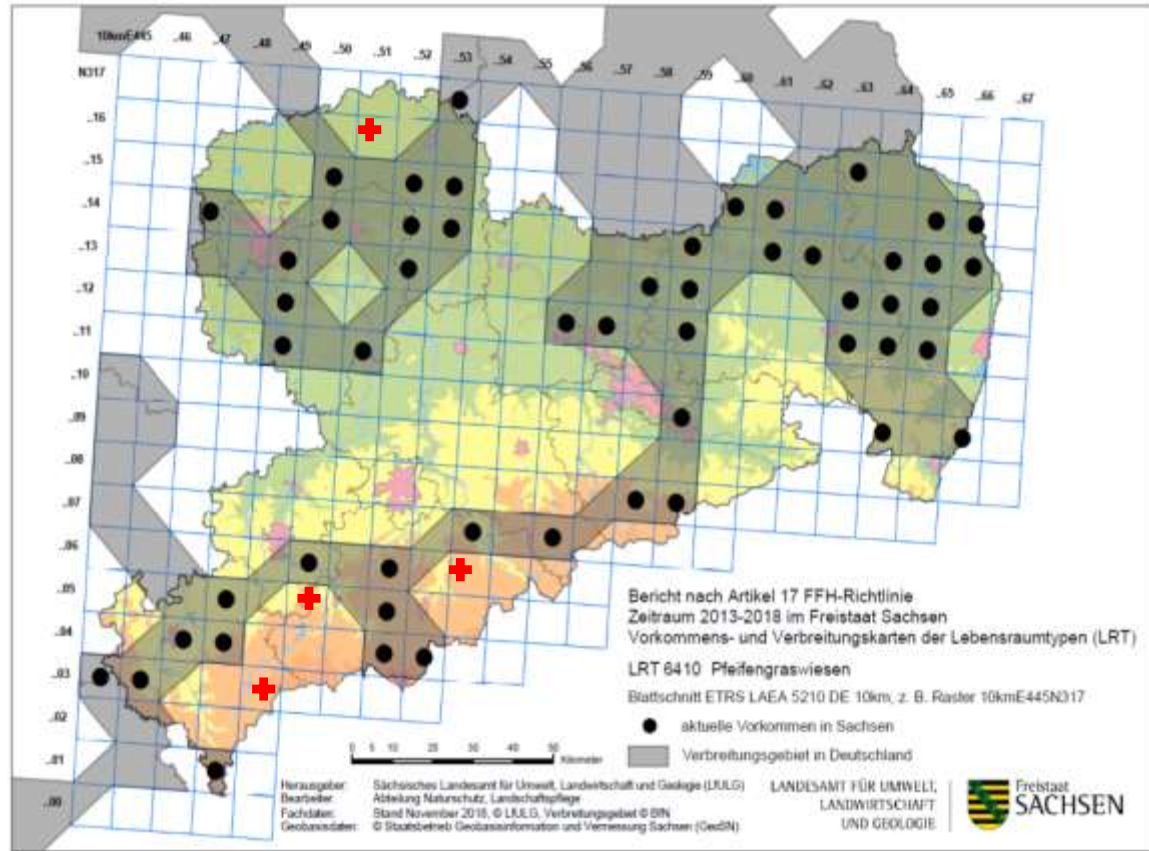 10kmE445 ..46 ..47 ..48 ..49 ..50 ..51 ..52 ..53 ..54 ..55 ..56 ..57 ..58 ..59 ..60 ..61 ..62 ..63 ..64 ..65 ..66 ..67
N317
..16
..15
..14
..13
..12
..11
..10
..09
..08
..07
..06
..05
..04
..03
..02
..01
..00
Bericht nach Artikel 17 FFH-Richtlinie
Zeitraum 2013-2018 im Freistaat Sachsen
Vorkommens- und Verbreitungskarten der Lebensraumtypen (LRT)
LRT 6410 Pfeifengraswiesen
Blattschnitt ETRS LAEA 5210 DE 10km, z. B. Raster 10kmE445N317
aktuelle Vorkommen in Sachsen
Verbreitungsgebiet in Deutschland
0 5 10 20 30 40 50
Kilometer
Herausgeber: Sächsisches Landesamt für Umwelt, Landwirtschaft und Geologie (LfULG)
Bearbeiter: Abteilung Naturschutz, Landschaftspflege
Fachdaten: Stand November 2018, © LfULG, Verbreitungsgebiet © BfN
Geobasisdaten: © Staatsbetrieb Geobasisinformation und Vermessung Sachsen (GeoSN)
LANDESAMT FÜR UMWELT,
LANDWIRTSCHAFT
UND GEOLOGIE
Freistaat
SACHSEN